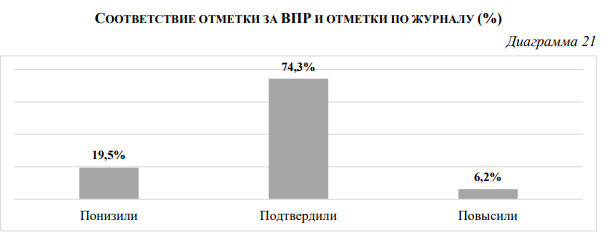 СООТВЕТСТВИЕ ОТМЕТКИ ЗА ВПР И ОТМЕТКИ ПО ЖУРНАЛУ (%)
Диаграмма 21
74,3%
19,5%
6,2%
Понизили Подтвердили Повысили